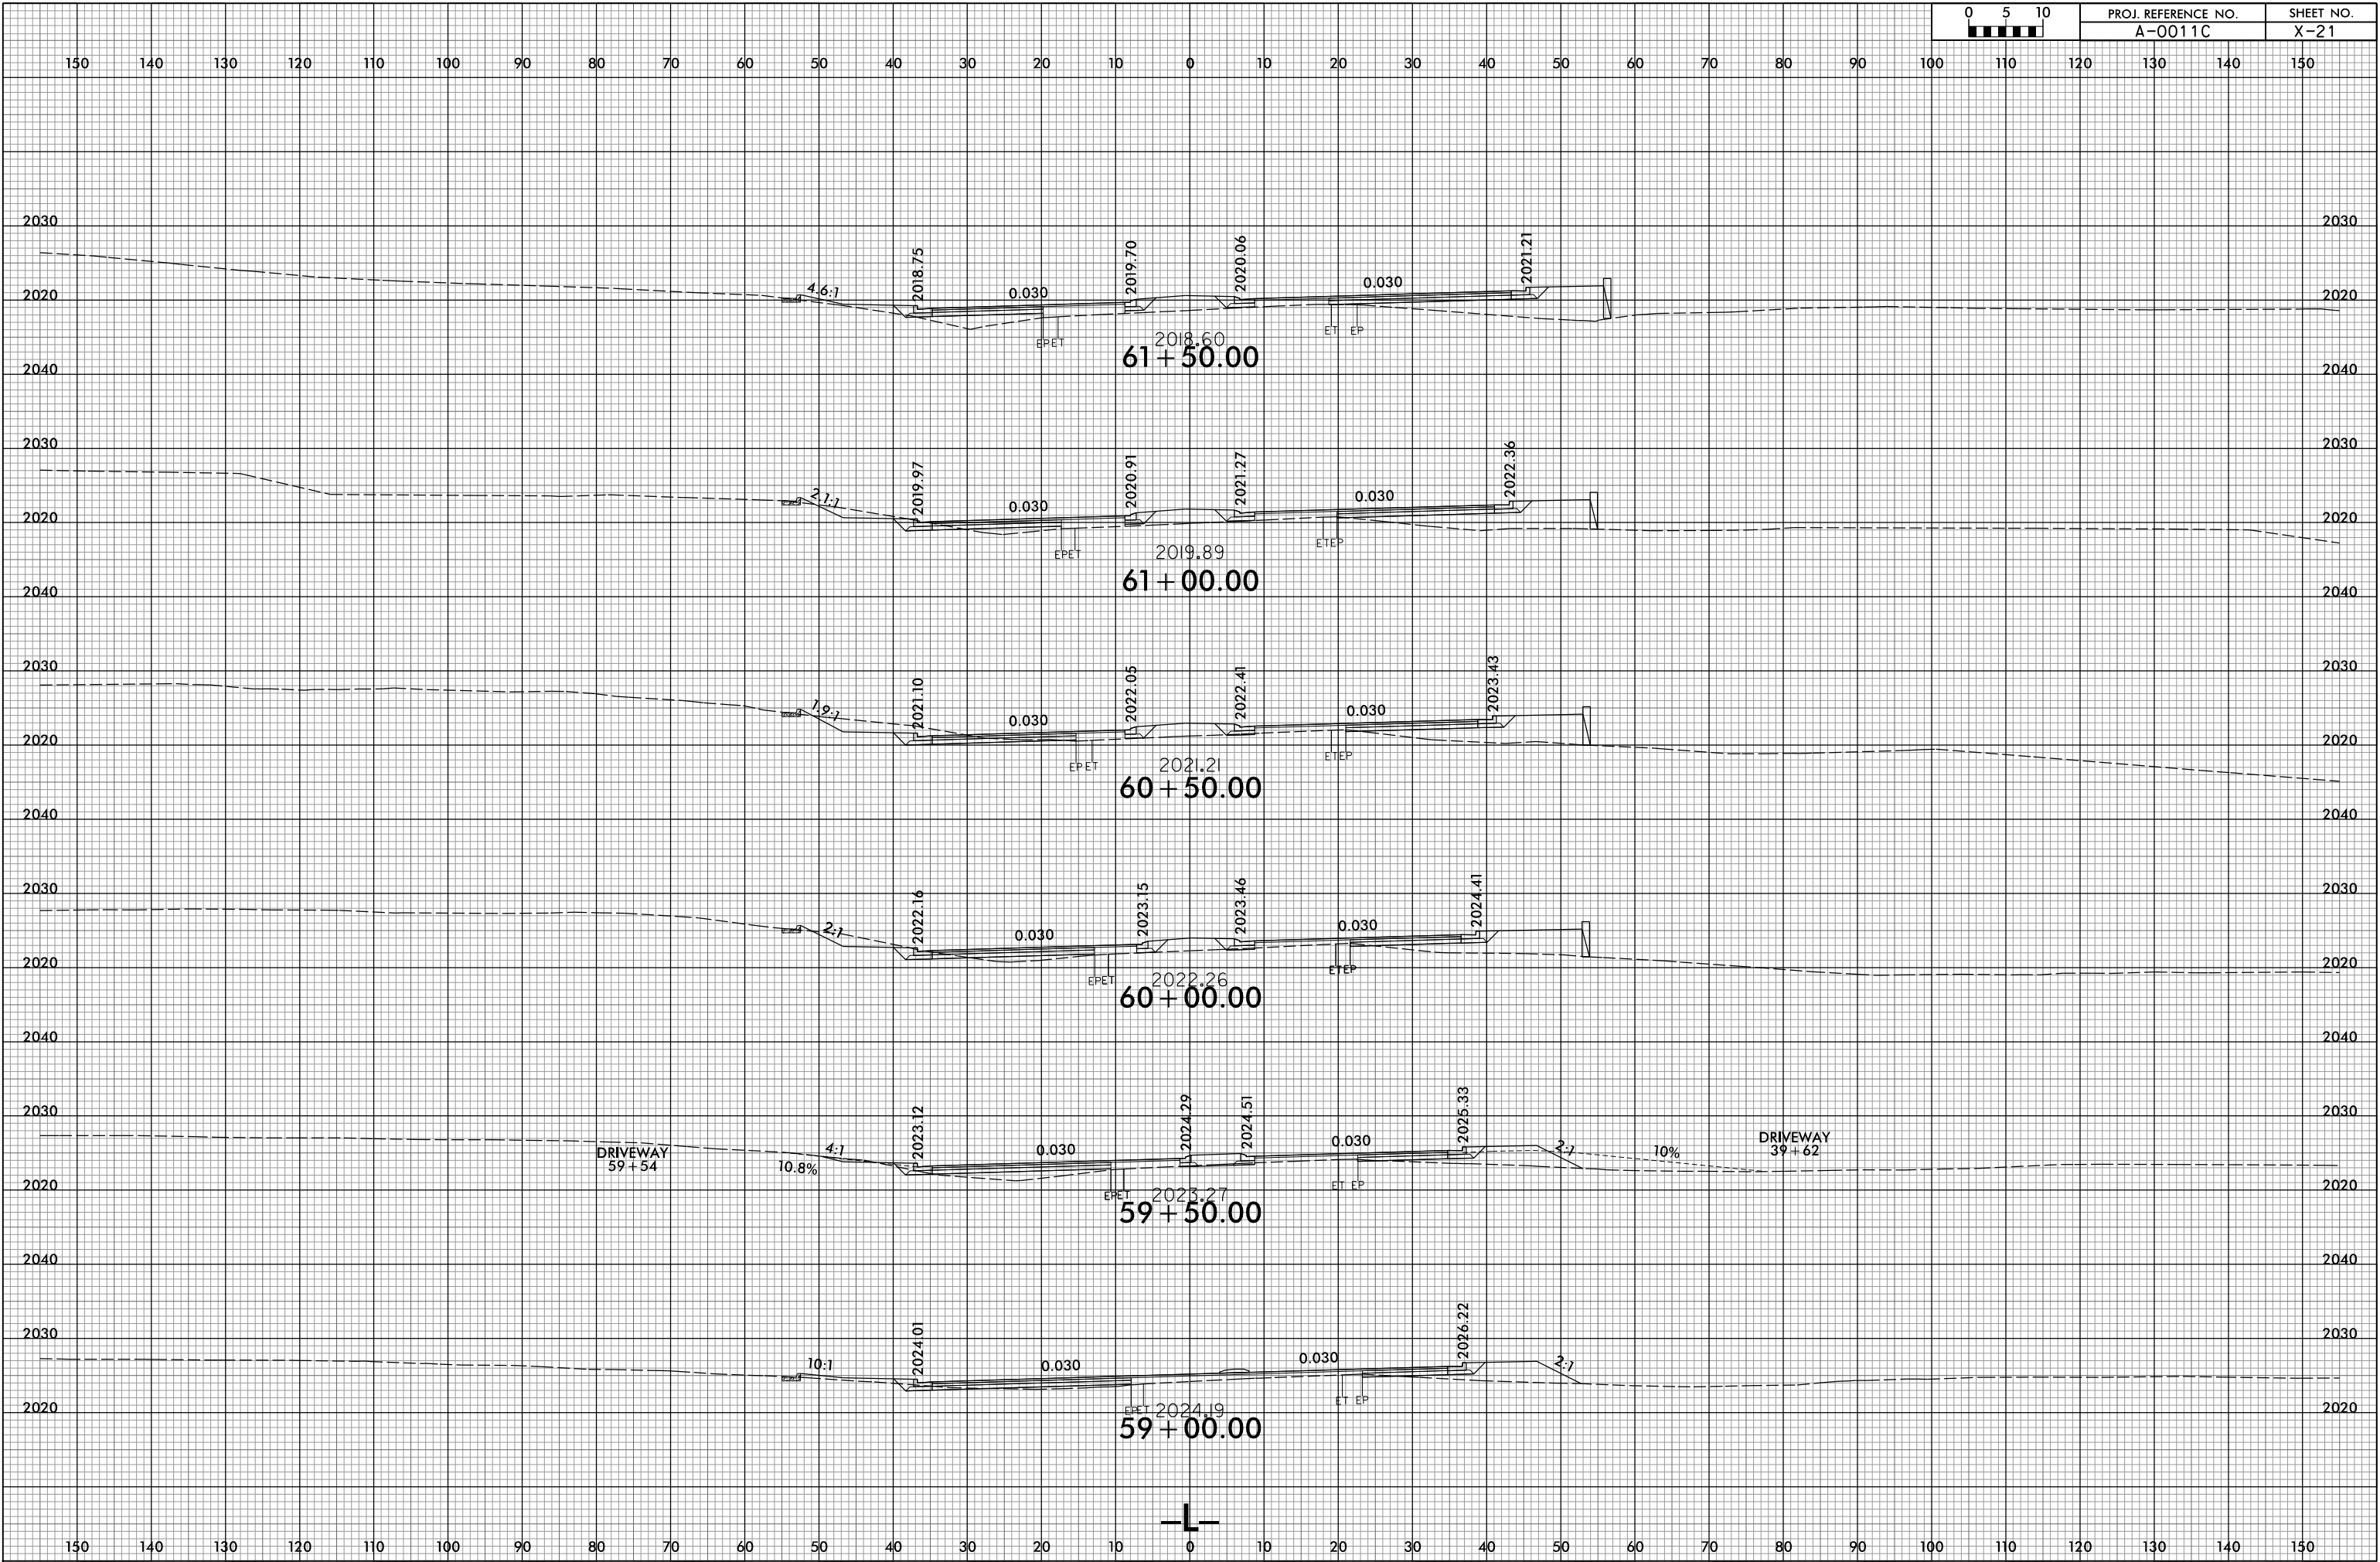 0 5 10 PROJ. REFERENCE NO. SHEET NO.
A-0011C X-21
150 140 130 120 110 100 90 80 70 60 50 40 30 20 10 0 10 20 30 40 50 60 70 80 90 100 110 120 130 140 150
2030 2030
2018.75 2019.70 2020.06 2021.21
4.6:1 0.030 0.030
2020 2020
EP ET 2018.60 ET EP
61+50.00
2040 2040
2030 2030
2019.97 2020.91 2021.27 2022.36
2.1:1 0.030 0.030
2020 2020
EP ET 2019.89 ET EP
61+00.00
2040 2040
2030 2030
2021.10 2022.05 2022.41 2023.43
1.9:1 0.030 0.030
2020 2020
EP ET 2021.21 ET EP
60+50.00
2040 2040
2030 2030
2022.16 2023.15 2023.46 2024.41
2:1 0.030 0.030
2020 2020
EP ET 2022.26 ET EP
60+00.00
2040 2040
2030 2030
2023.12 2024.29 2024.51 2025.33
DRIVEWAY 4:1 0.030 0.030 2:1 10% DRIVEWAY
59+54 10.8% 39+62
2020 2020
EP ET 2023.27 ET EP
59+50.00
2040 2040
2030 2030
2024.01 2026.22
10:1 0.030 0.030 2:1
2020 2020
EP ET 2024.19 ET EP
59+00.00
-L-
150 140 130 120 110 100 90 80 70 60 50 40 30 20 10 0 10 20 30 40 50 60 70 80 90 100 110 120 130 140 150